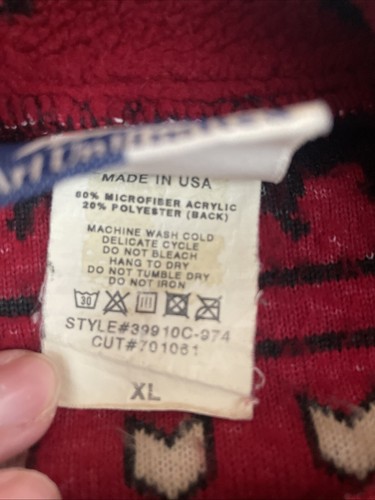 MADE IN USA
80% MICROFIBER ACRYLIC
20% POLYESTER (BACK)
MACHINE WASH COLD
DELICATE CYCLE
DO NOT BLEACH
HANG TO DRY
DO NOT TUMBLE DRY
DO NOT IRON
30
STYLE#39910C-974
CUT#701061
XL